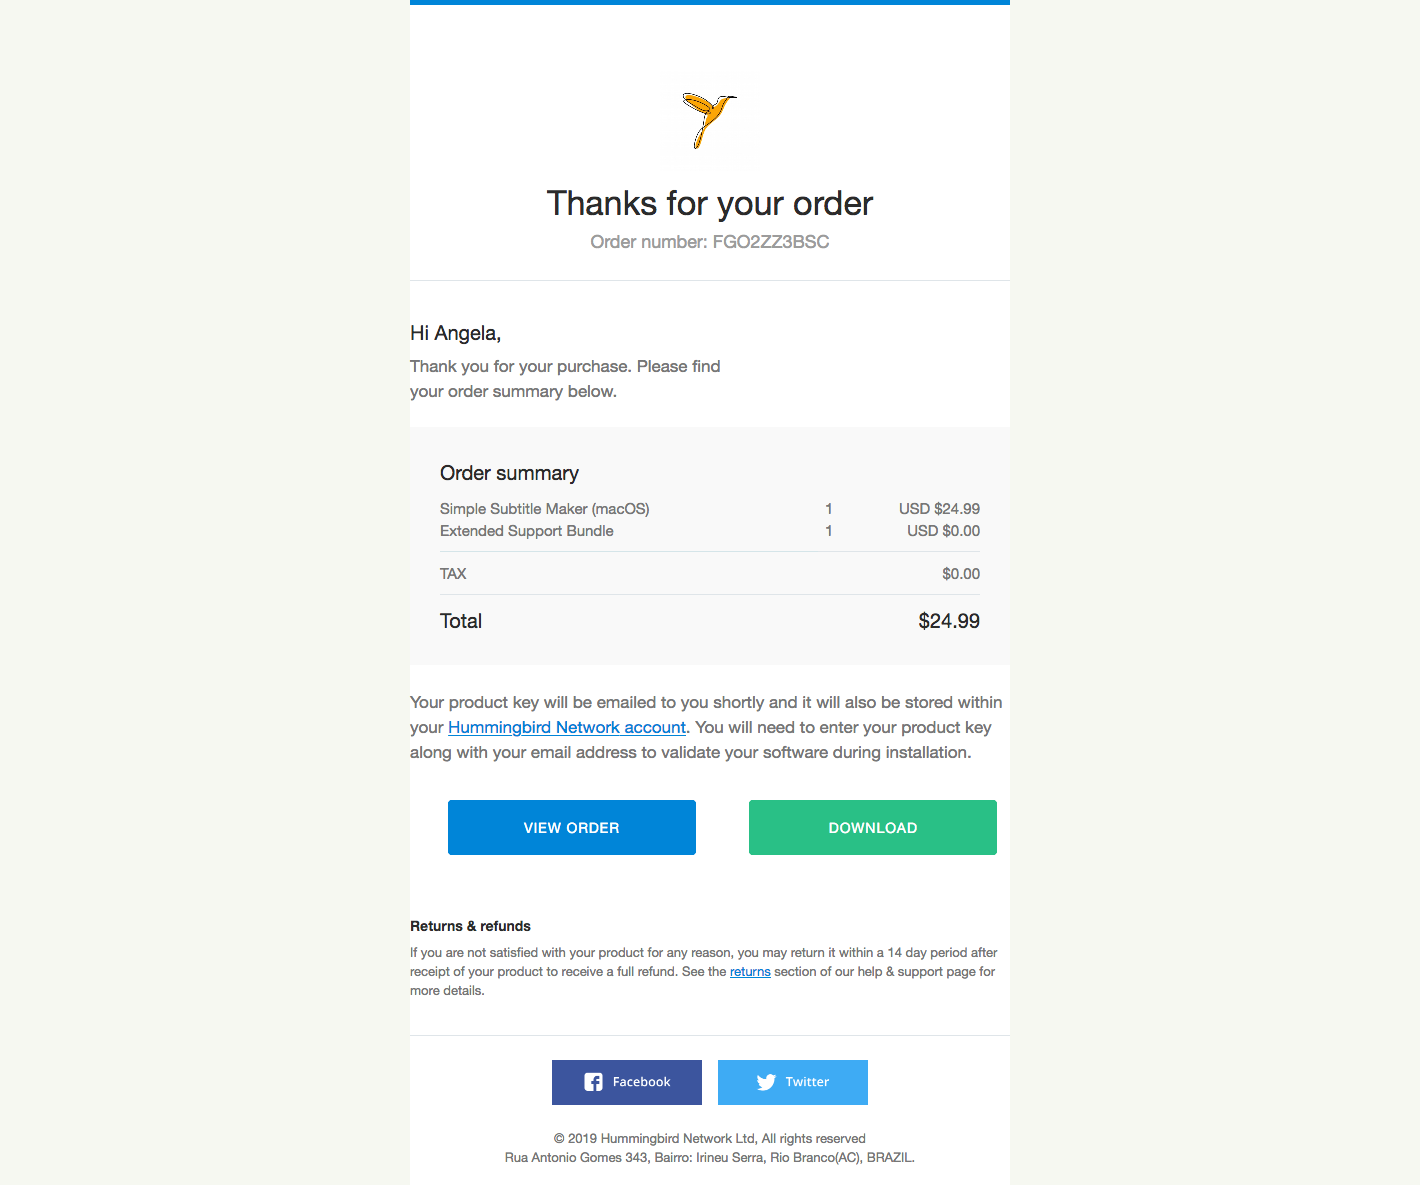 Thanks for your order
Order number: FGO2ZZ3BSC
Hi Angela,
Thank you for your purchase. Please find
your order summary below.
Order summary
Simple Subtitle Maker (macOS) 1 USD $24.99
Extended Support Bundle 1 USD $0.00
TAX $0.00
Total $24.99
Your product key will be emailed to you shortly and it will also be stored within
your Hummingbird Network account. You will need to enter your product key
along with your email address to validate your software during installation.
VIEW ORDER DOWNLOAD
Returns & refunds
If you are not satisfied with your product for any reason, you may return it within a 14 day period after
receipt of your product to receive a full refund. See the returns section of our help & support page for
more details.
Facebook Twitter
© 2019 Hummingbird Network Ltd, All rights reserved
Rua Antonio Gomes 343, Bairro: Irineu Serra, Rio Branco(AC), BRAZIL.